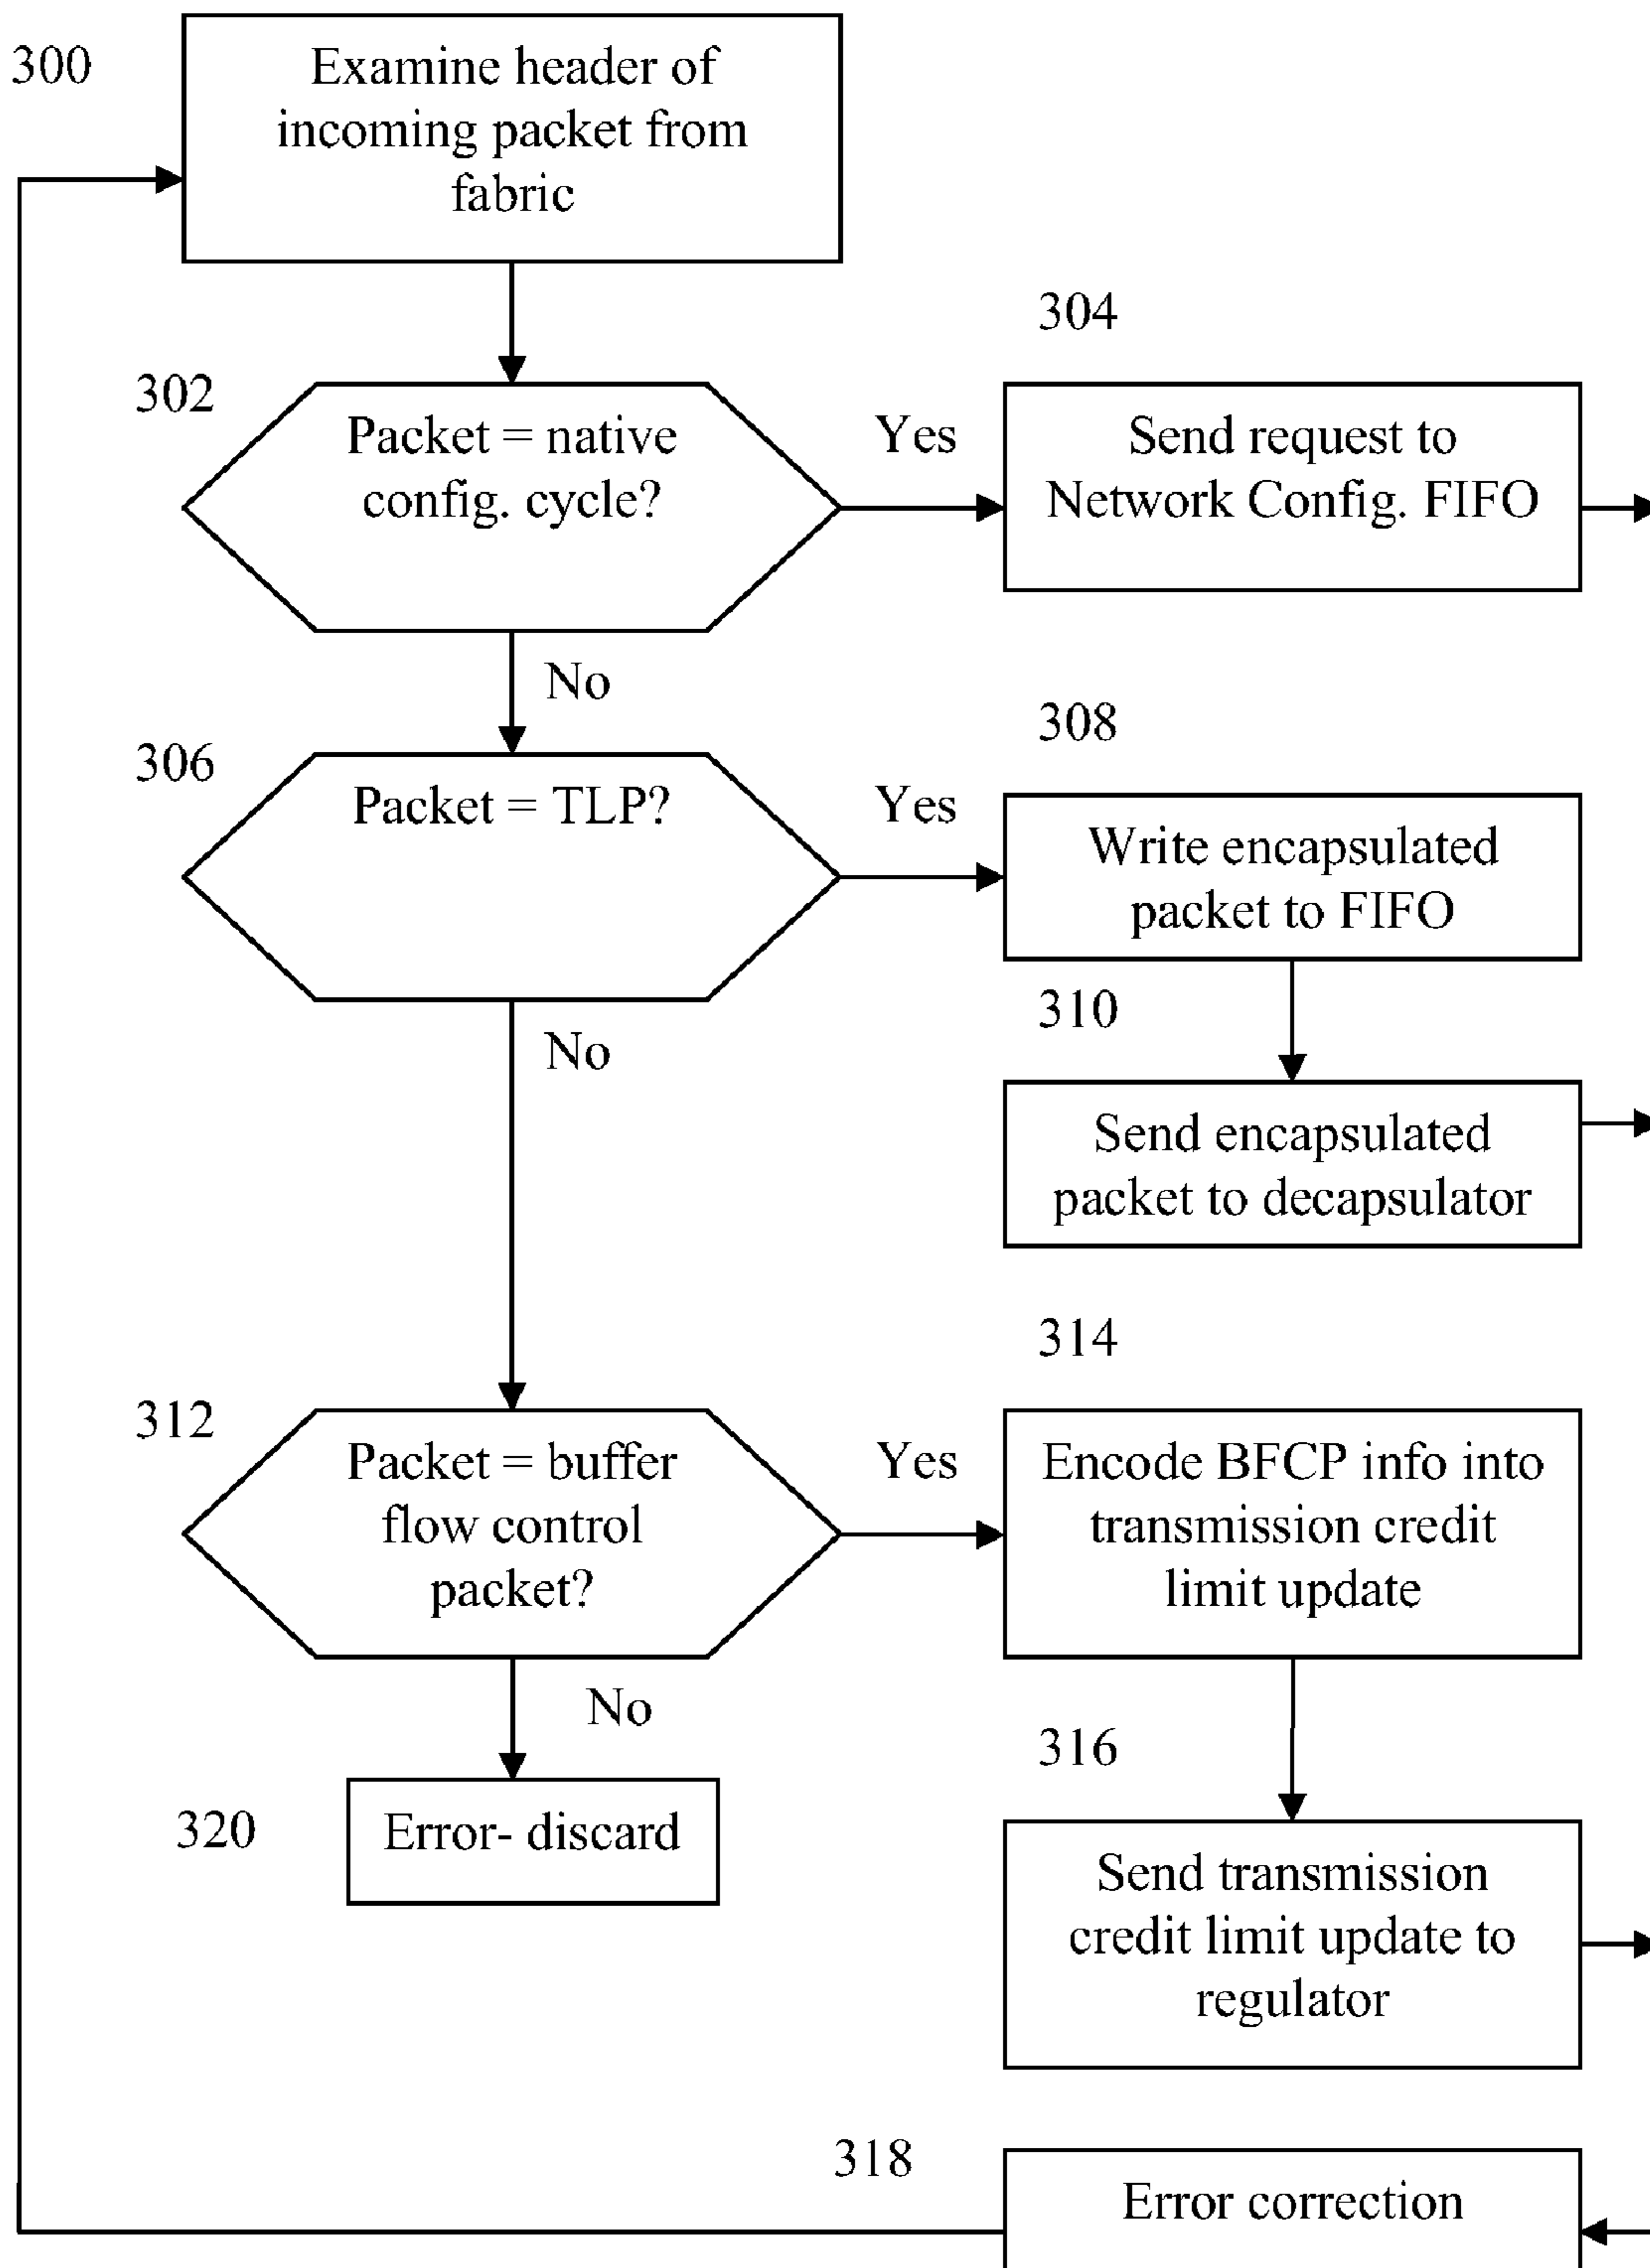 300
Examine header of
incoming packet from
fabric
302
Packet = native
config. cycle?
Yes
304
Send request to
Network Config. FIFO
No
306
Packet = TLP?
Yes
308
Write encapsulated
packet to FIFO
310
Send encapsulated
packet to decapsulator
No
312
Packet = buffer
flow control
packet?
Yes
314
Encode BFCP info into
transmission credit
limit update
316
Send transmission
credit limit update to
regulator
No
320
Error- discard
318
Error correction